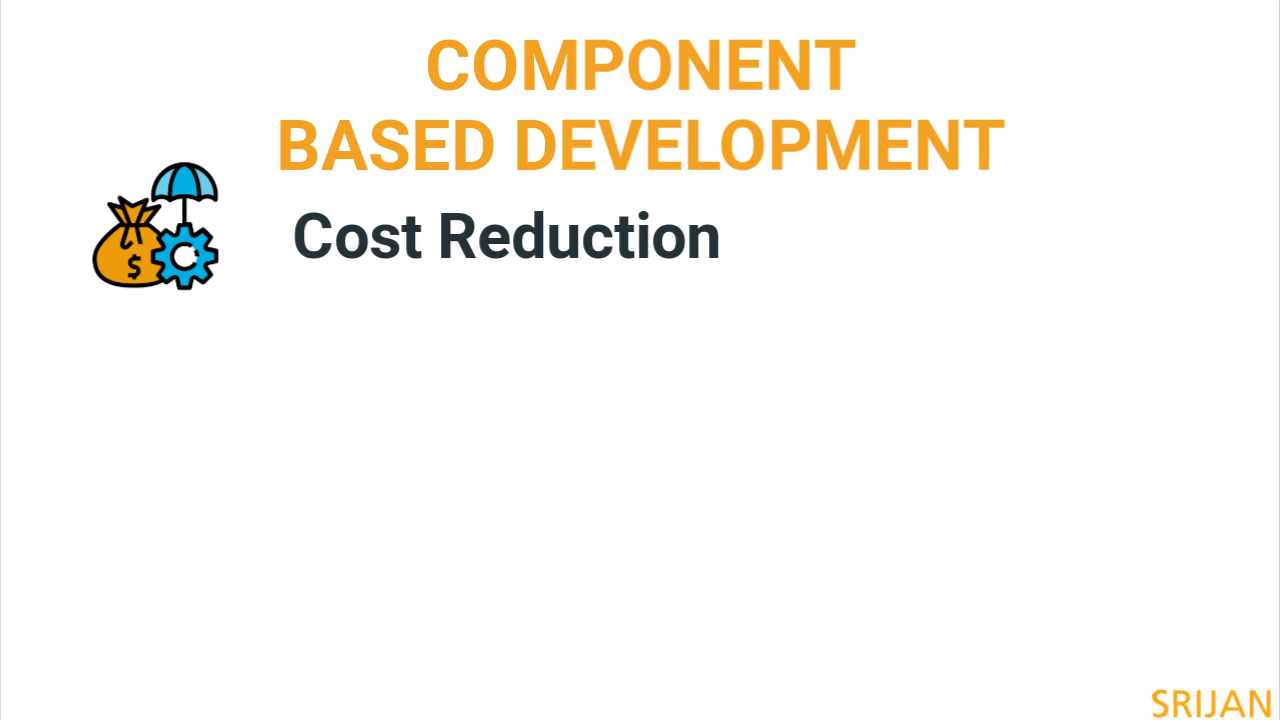 COMPONENT
BASED DEVELOPMENT
Cost Reduction
$
SRIJAN